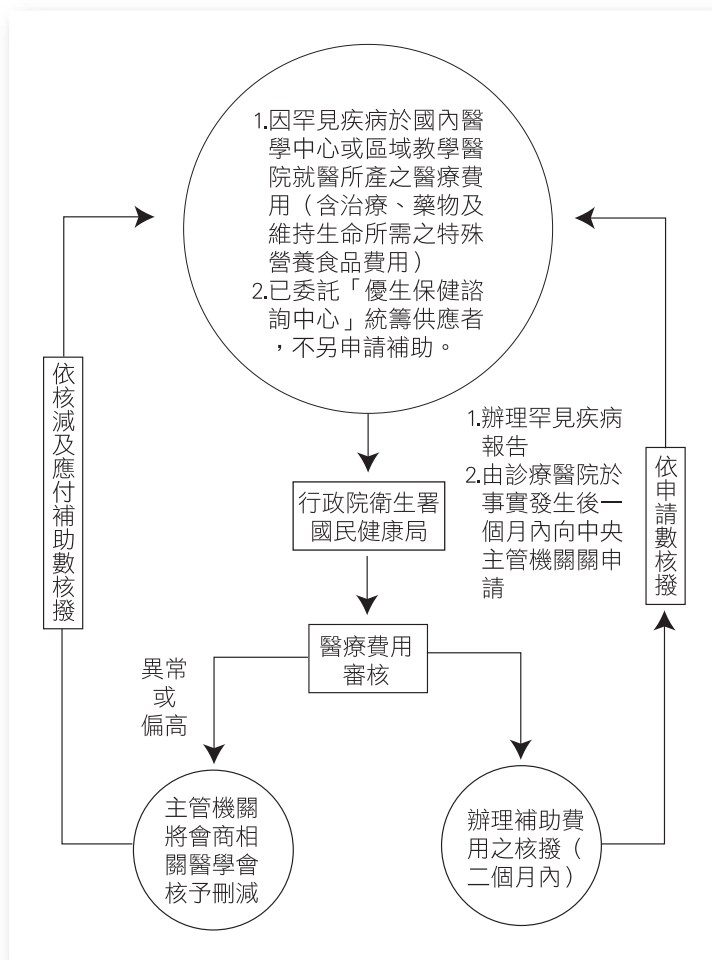 1.因罕見疾病於國內醫
學中心或區域教學醫
院就醫所產之醫療費
用（含治療、藥物及
維持生命所需之特殊
營養食品費用）
2.已委託「優生保健諮
詢中心」統籌供應者
，不另申請補助。
依核減及應付補助數核撥
1.辦理罕見疾病
報告
2.由診療醫院於
事實發生後一
個月內向中央
主管機關關申
請
依申請數核撥
行政院衛生署
國民健康局
醫療費用
審核
異常
或
偏高
主管機關
將會商相
關醫學會
核予刪減
辦理補助費
用之核撥（
二個月內）